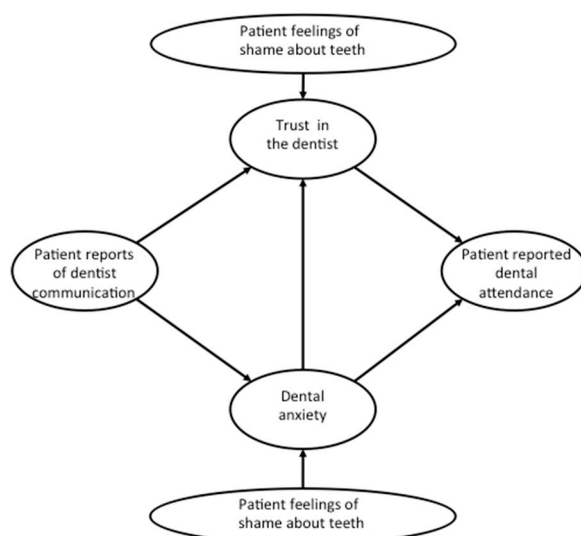 Patient feelings of
shame about teeth
Trust in
the dentist
Patient reports
of dentist
communication
Patient reported
dental
attendance
Dental
anxiety
Patient feelings of
shame about teeth